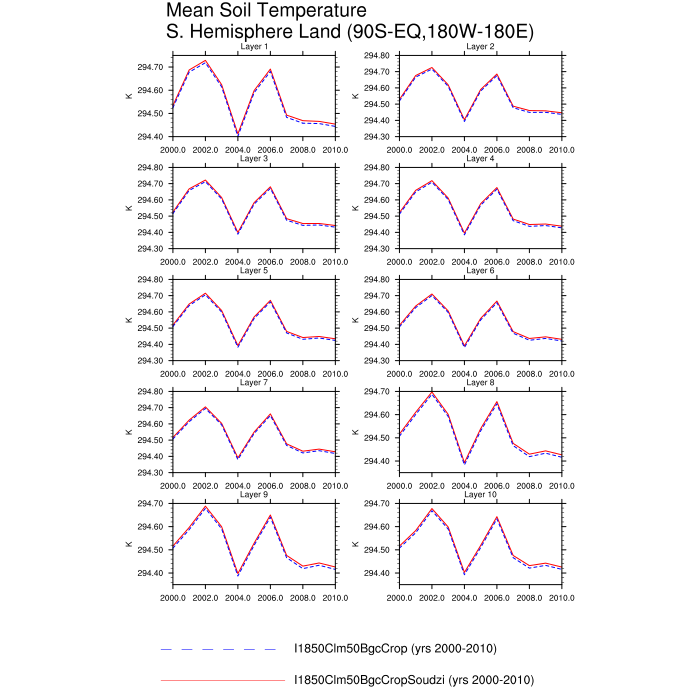 Mean Soil Temperature
S. Hemisphere Land (90S-EQ,180W-180E)
Layer 1
294.70
294.60
294.50
294.40
K
2000.0 2002.0 2004.0 2006.0 2008.0 2010.0
Layer 2
294.80
294.70
294.60
294.50
294.40
294.30
K
2000.0 2002.0 2004.0 2006.0 2008.0 2010.0
Layer 3
294.80
294.70
294.60
294.50
294.40
294.30
K
2000.0 2002.0 2004.0 2006.0 2008.0 2010.0
Layer 4
294.80
294.70
294.60
294.50
294.40
294.30
K
2000.0 2002.0 2004.0 2006.0 2008.0 2010.0
Layer 5
294.80
294.70
294.60
294.50
294.40
294.30
K
2000.0 2002.0 2004.0 2006.0 2008.0 2010.0
Layer 6
294.80
294.70
294.60
294.50
294.40
294.30
K
2000.0 2002.0 2004.0 2006.0 2008.0 2010.0
Layer 7
294.80
294.70
294.60
294.50
294.40
294.30
K
2000.0 2002.0 2004.0 2006.0 2008.0 2010.0
Layer 8
294.70
294.60
294.50
294.40
K
2000.0 2002.0 2004.0 2006.0 2008.0 2010.0
Layer 9
294.70
294.60
294.50
294.40
K
2000.0 2002.0 2004.0 2006.0 2008.0 2010.0
Layer 10
294.70
294.60
294.50
294.40
K
2000.0 2002.0 2004.0 2006.0 2008.0 2010.0
I1850Clm50BgcCrop (yrs 2000-2010)
I1850Clm50BgcCropSoudzi (yrs 2000-2010)